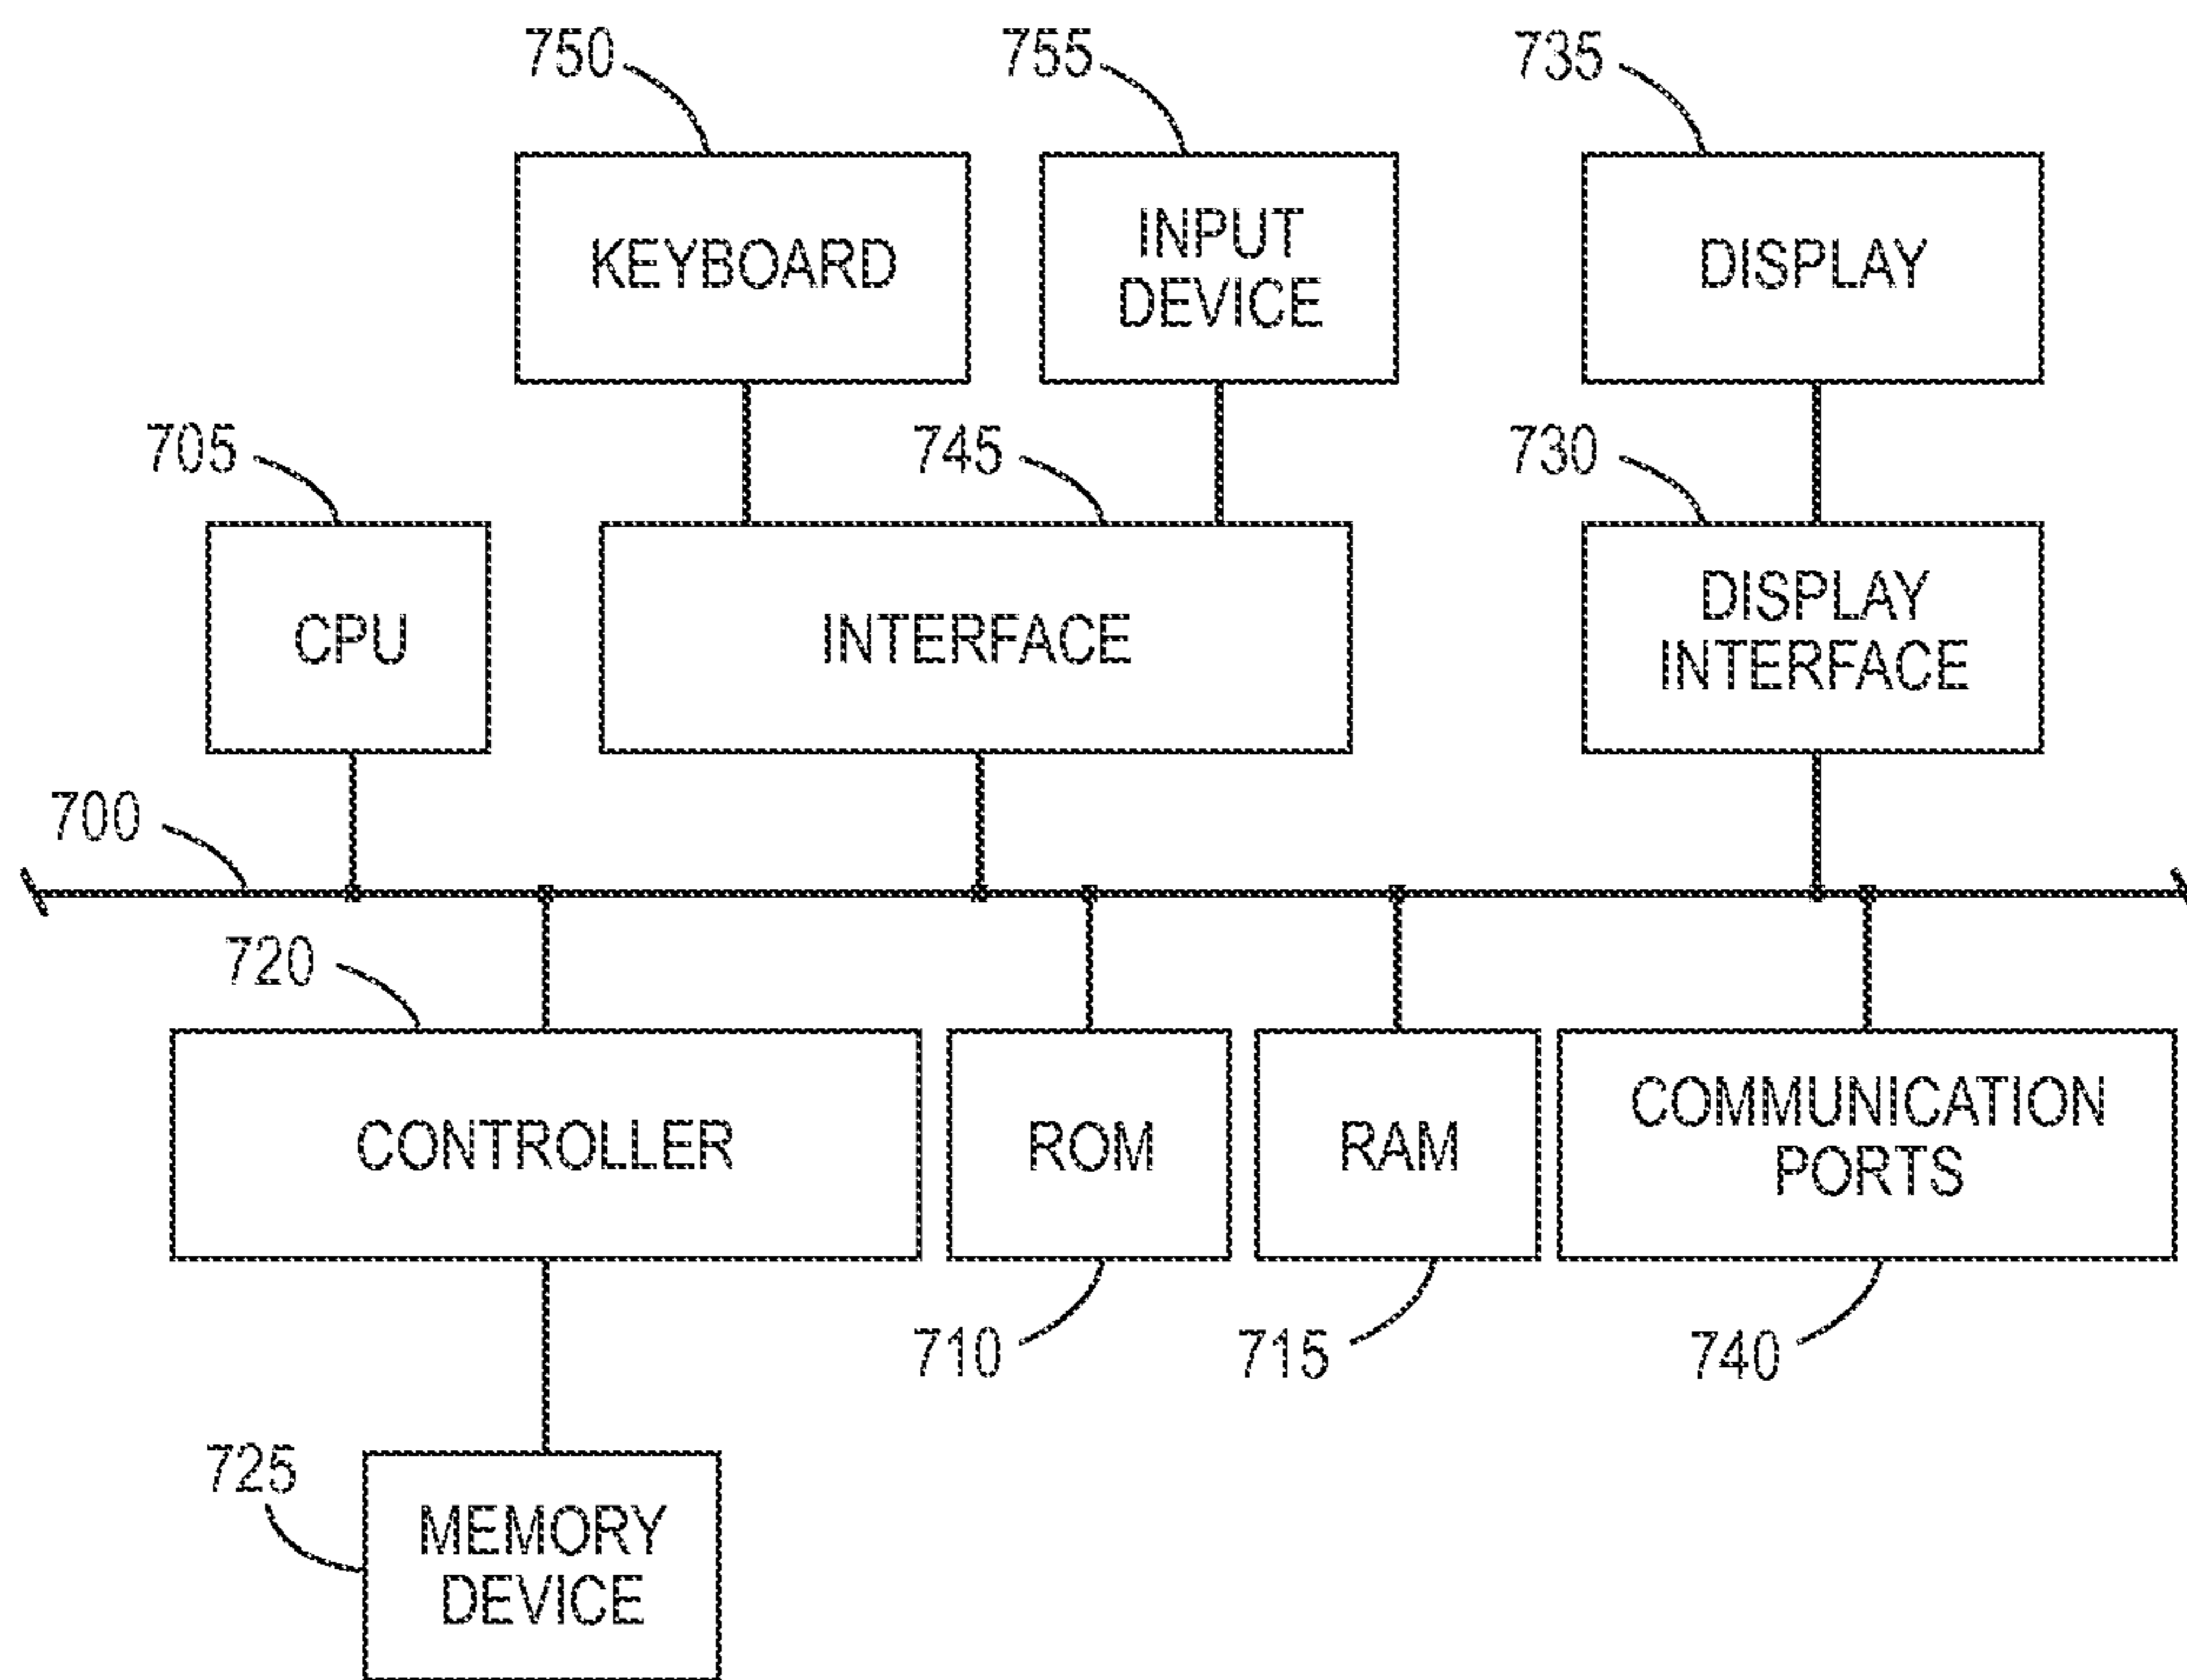 750
755
735
KEYBOARD
INPUT
DEVICE
DISPLAY
705
745
730
CPU
INTERFACE
DISPLAY
INTERFACE
700
720
CONTROLLER
ROM
RAM
COMMUNICATION
PORTS
710
715
740
725
MEMORY
DEVICE